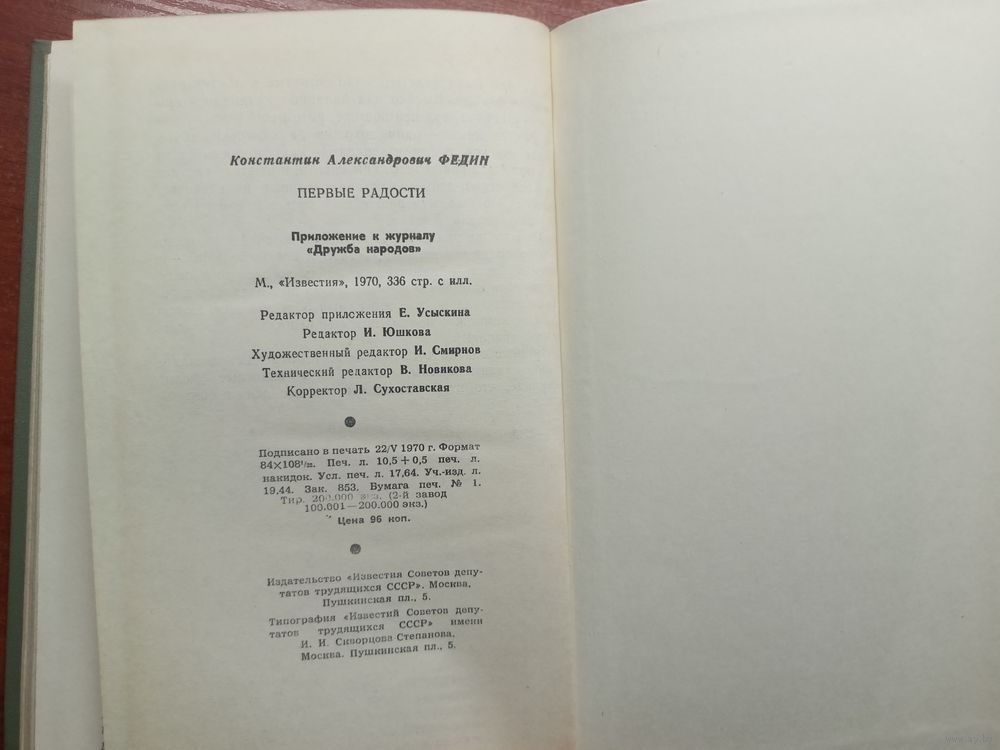 Константин Александрович ФЕДИН
ПЕРВЫЕ РАДОСТИ
Приложение к журналу
«Дружба народов»
М., «Известия», 1970, 336 стр. с илл.
Редактор приложения Е. Усыскина
Редактор И. Юшкова
Художественный редактор И. Смирнов
Технический редактор В. Новикова
Корректор Л. Сухоставская
Подписано в печать 22/V 1970 г. Формат
84×108¹/₃₂. Печ. л. 10,5+0,5 печ. л.
накидок. Усл. печ. л. 17,64. Уч.-изд. л.
19.44. Зак. 853. Бумага печ. № 1.
Тир. 200.000 экз. (2-й завод
100.001—200.000 экз.)
Цена 96 коп.
Издательство «Известия Советов депу-
татов трудящихся СССР». Москва,
Пушкинская пл., 5.
Типография «Известий Советов депу-
татов трудящихся СССР» имени
И. И. Скворцова-Степанова.
Москва. Пушкинская пл., 5.